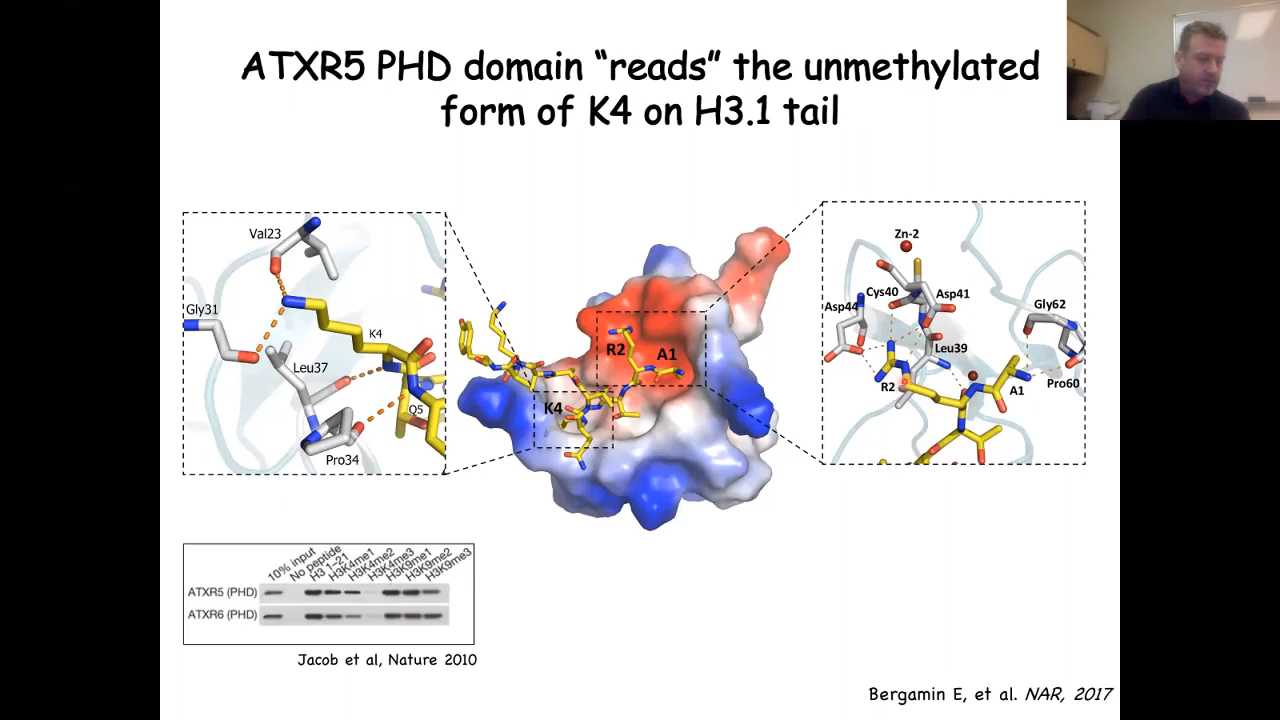 ATXR5 PHD domain “reads” the unmethylated
form of K4 on H3.1 tail
Val23
Gly31
K4
Leu37
Q5
Pro34
R2
A1
K4
Zn-2
Cys40
Asp41
Asp44
Gly62
Leu39
R2
A1
Pro60
10% input
No peptide
H3 1–21
H3K4me1
H3K4me2
H3K4me3
H3K9me1
H3K9me2
H3K9me3
ATXR5 (PHD)
ATXR6 (PHD)
Jacob et al, Nature 2010
Bergamin E, et al. NAR, 2017